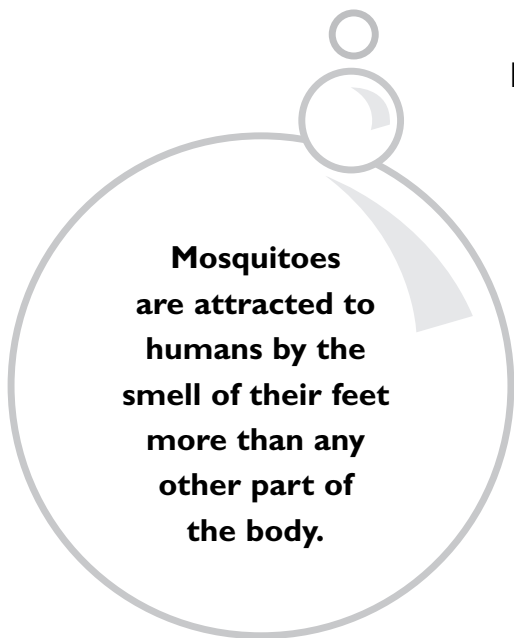 Mosquitoes
are attracted to
humans by the
smell of their feet
more than any
other part of
the body.